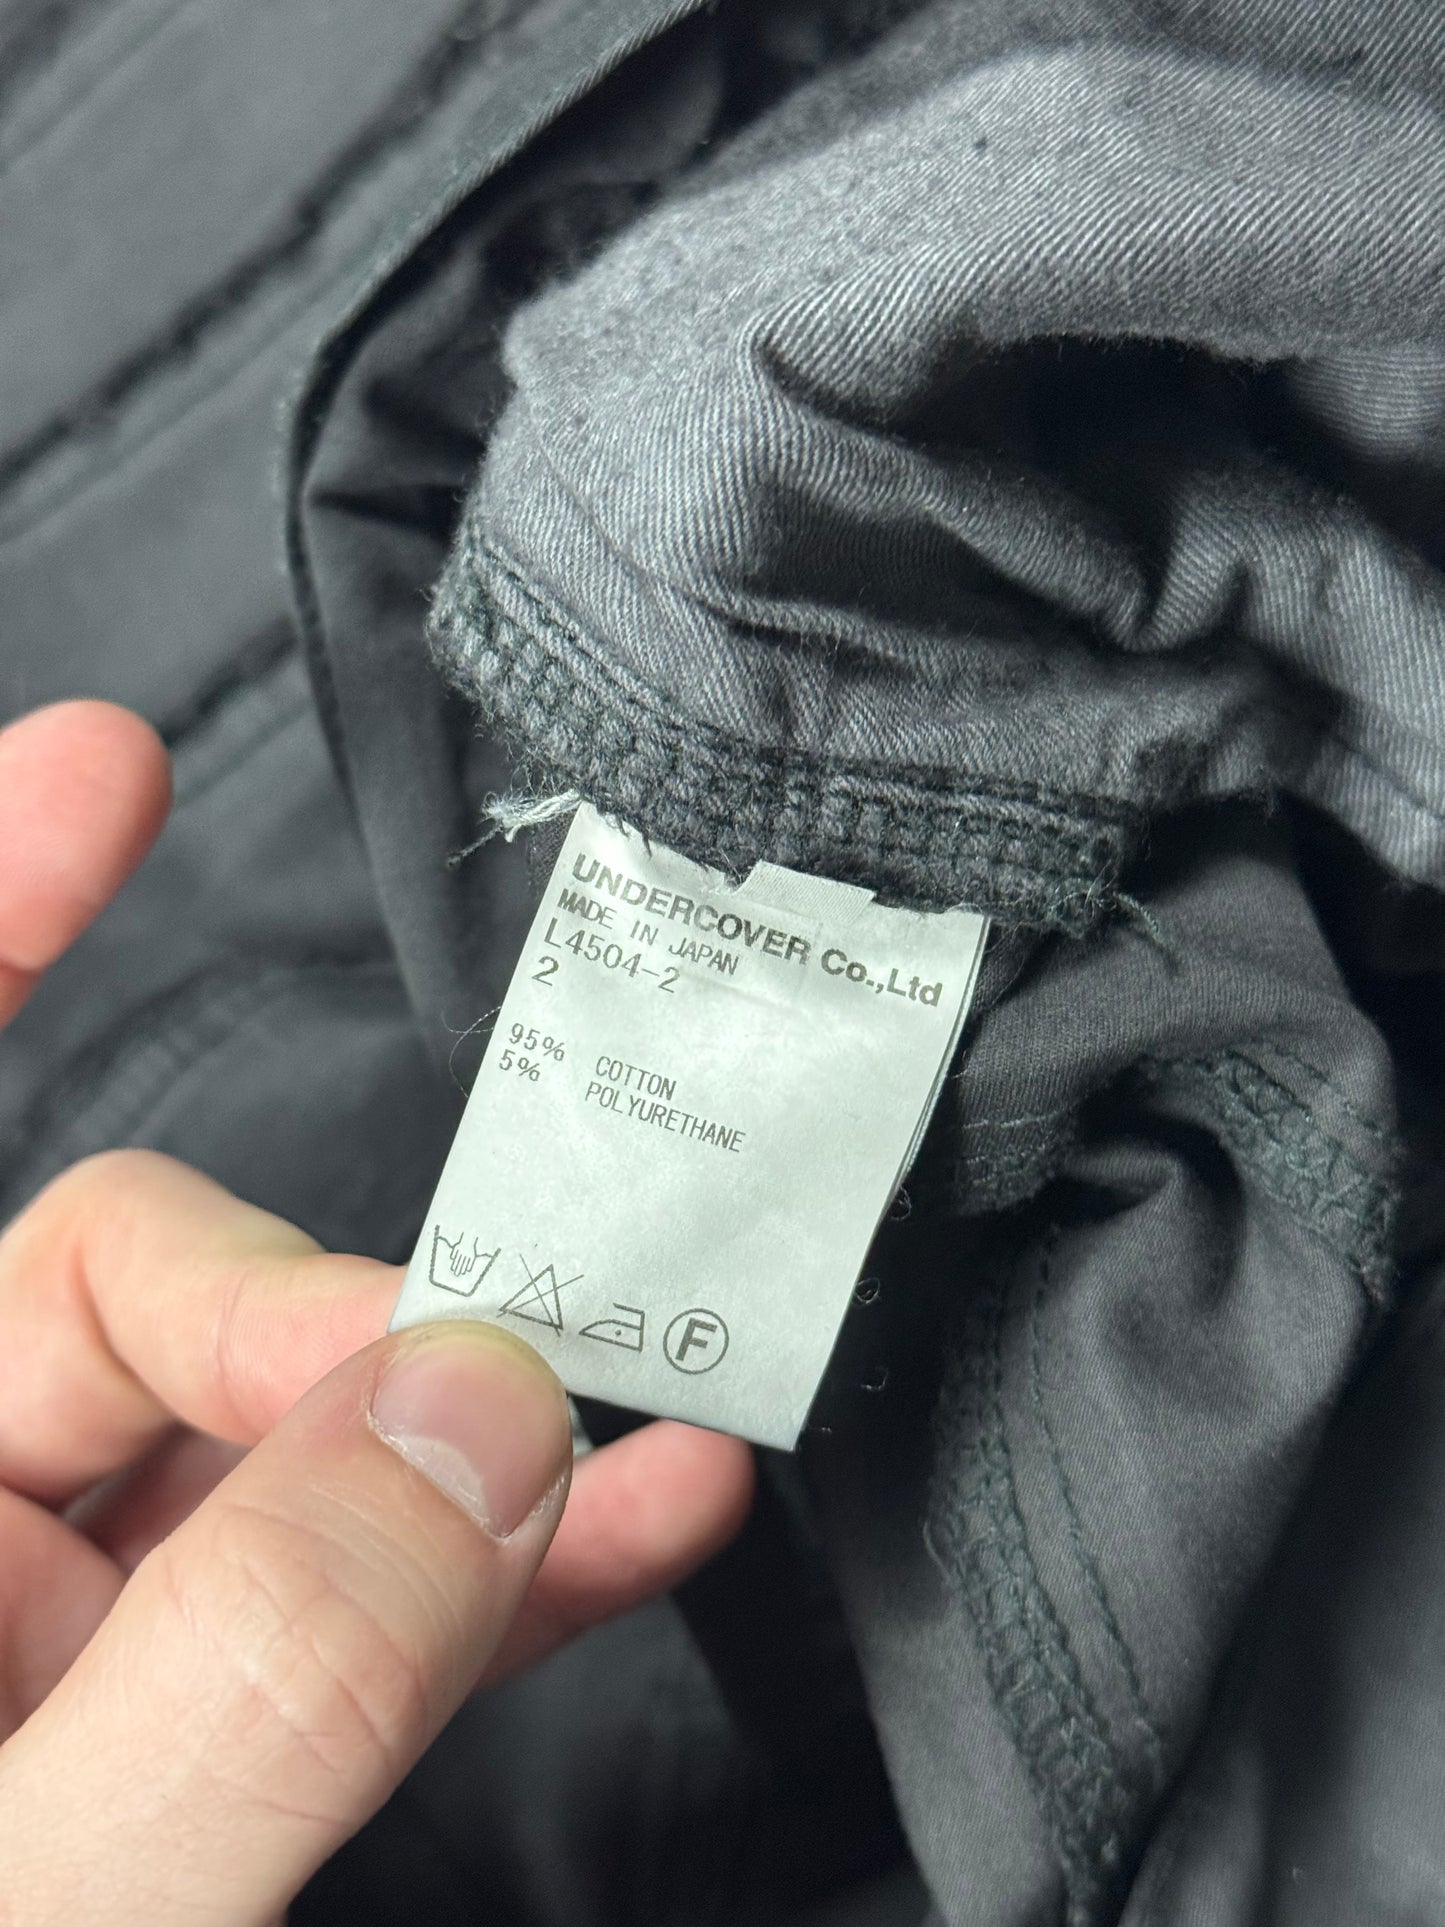 UNDERCOVER Co.,Ltd
MADE IN JAPAN
L4504-2
2
95% COTTON
5% POLYURETHANE
F